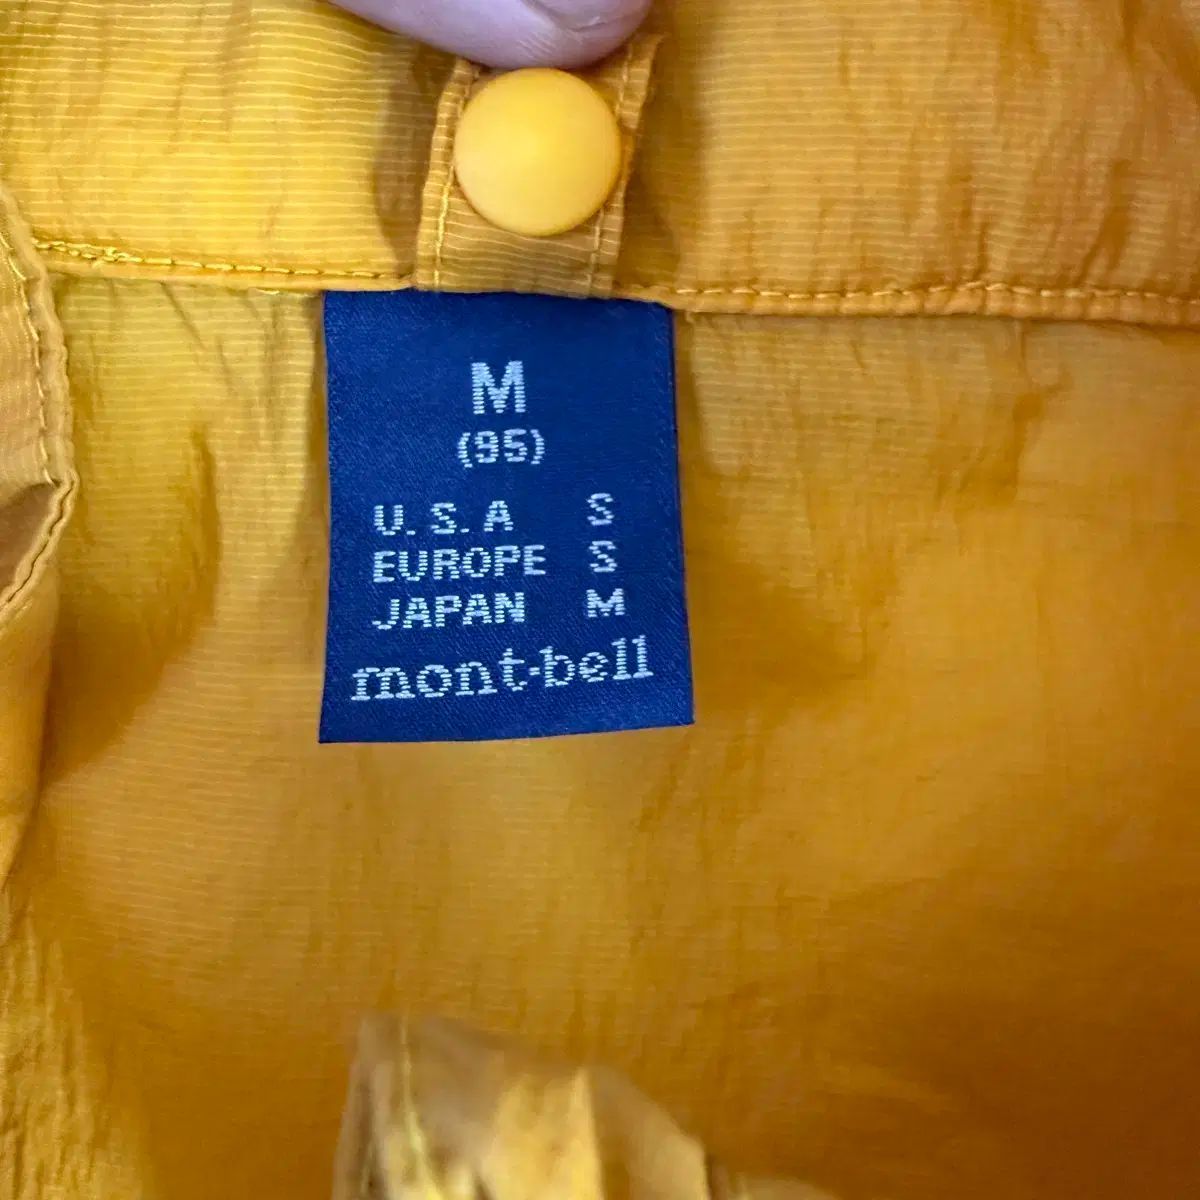 M
(95)
U.S.A S
EUROPE S
JAPAN M
mont-bell